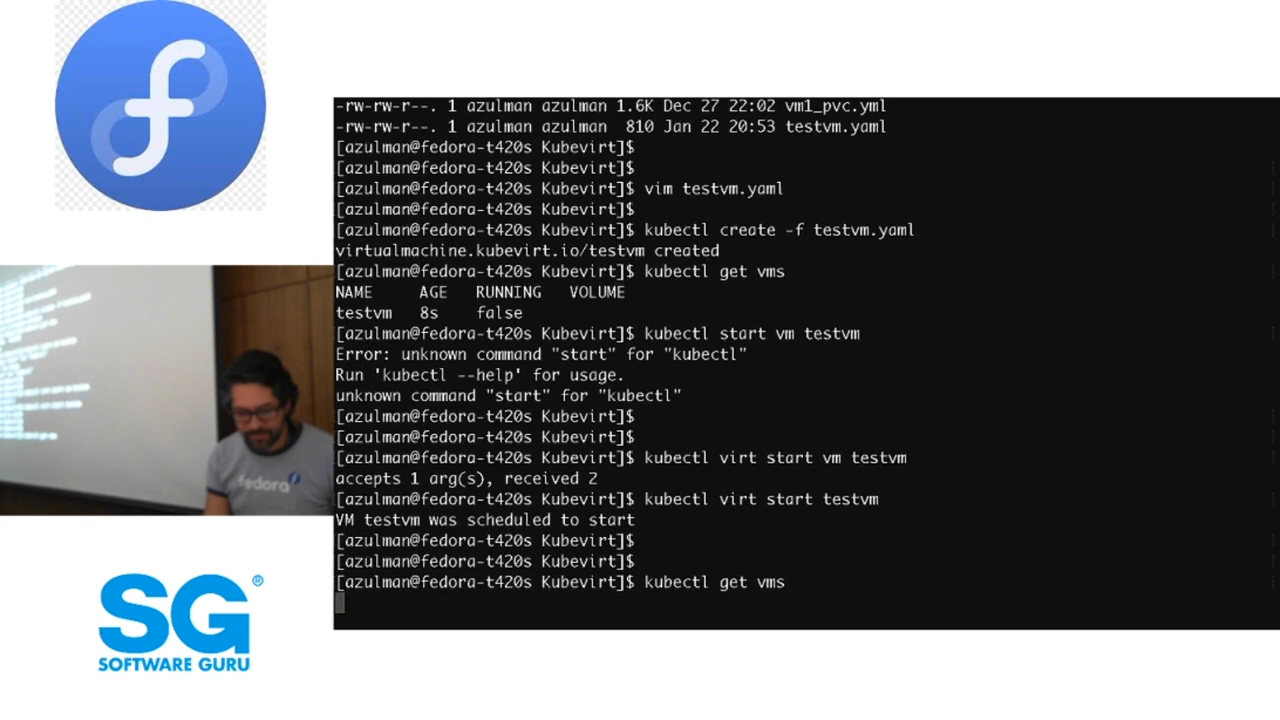 -rw-rw-r--. 1 azulman azulman 1.6K Dec 27 22:02 vm1_pvc.yml
-rw-rw-r--. 1 azulman azulman  810 Jan 22 20:53 testvm.yaml
[azulman@fedora-t420s Kubevirt]$
[azulman@fedora-t420s Kubevirt]$
[azulman@fedora-t420s Kubevirt]$ vim testvm.yaml
[azulman@fedora-t420s Kubevirt]$
[azulman@fedora-t420s Kubevirt]$ kubectl create -f testvm.yaml
virtualmachine.kubevirt.io/testvm created
[azulman@fedora-t420s Kubevirt]$ kubectl get vms
NAME     AGE   RUNNING   VOLUME
testvm   8s    false
[azulman@fedora-t420s Kubevirt]$ kubectl start vm testvm
Error: unknown command "start" for "kubectl"
Run 'kubectl --help' for usage.
unknown command "start" for "kubectl"
[azulman@fedora-t420s Kubevirt]$
[azulman@fedora-t420s Kubevirt]$
[azulman@fedora-t420s Kubevirt]$ kubectl virt start vm testvm
accepts 1 arg(s), received 2
[azulman@fedora-t420s Kubevirt]$ kubectl virt start testvm
VM testvm was scheduled to start
[azulman@fedora-t420s Kubevirt]$
[azulman@fedora-t420s Kubevirt]$
[azulman@fedora-t420s Kubevirt]$ kubectl get vms
fedora
SG®
SOFTWARE GURU